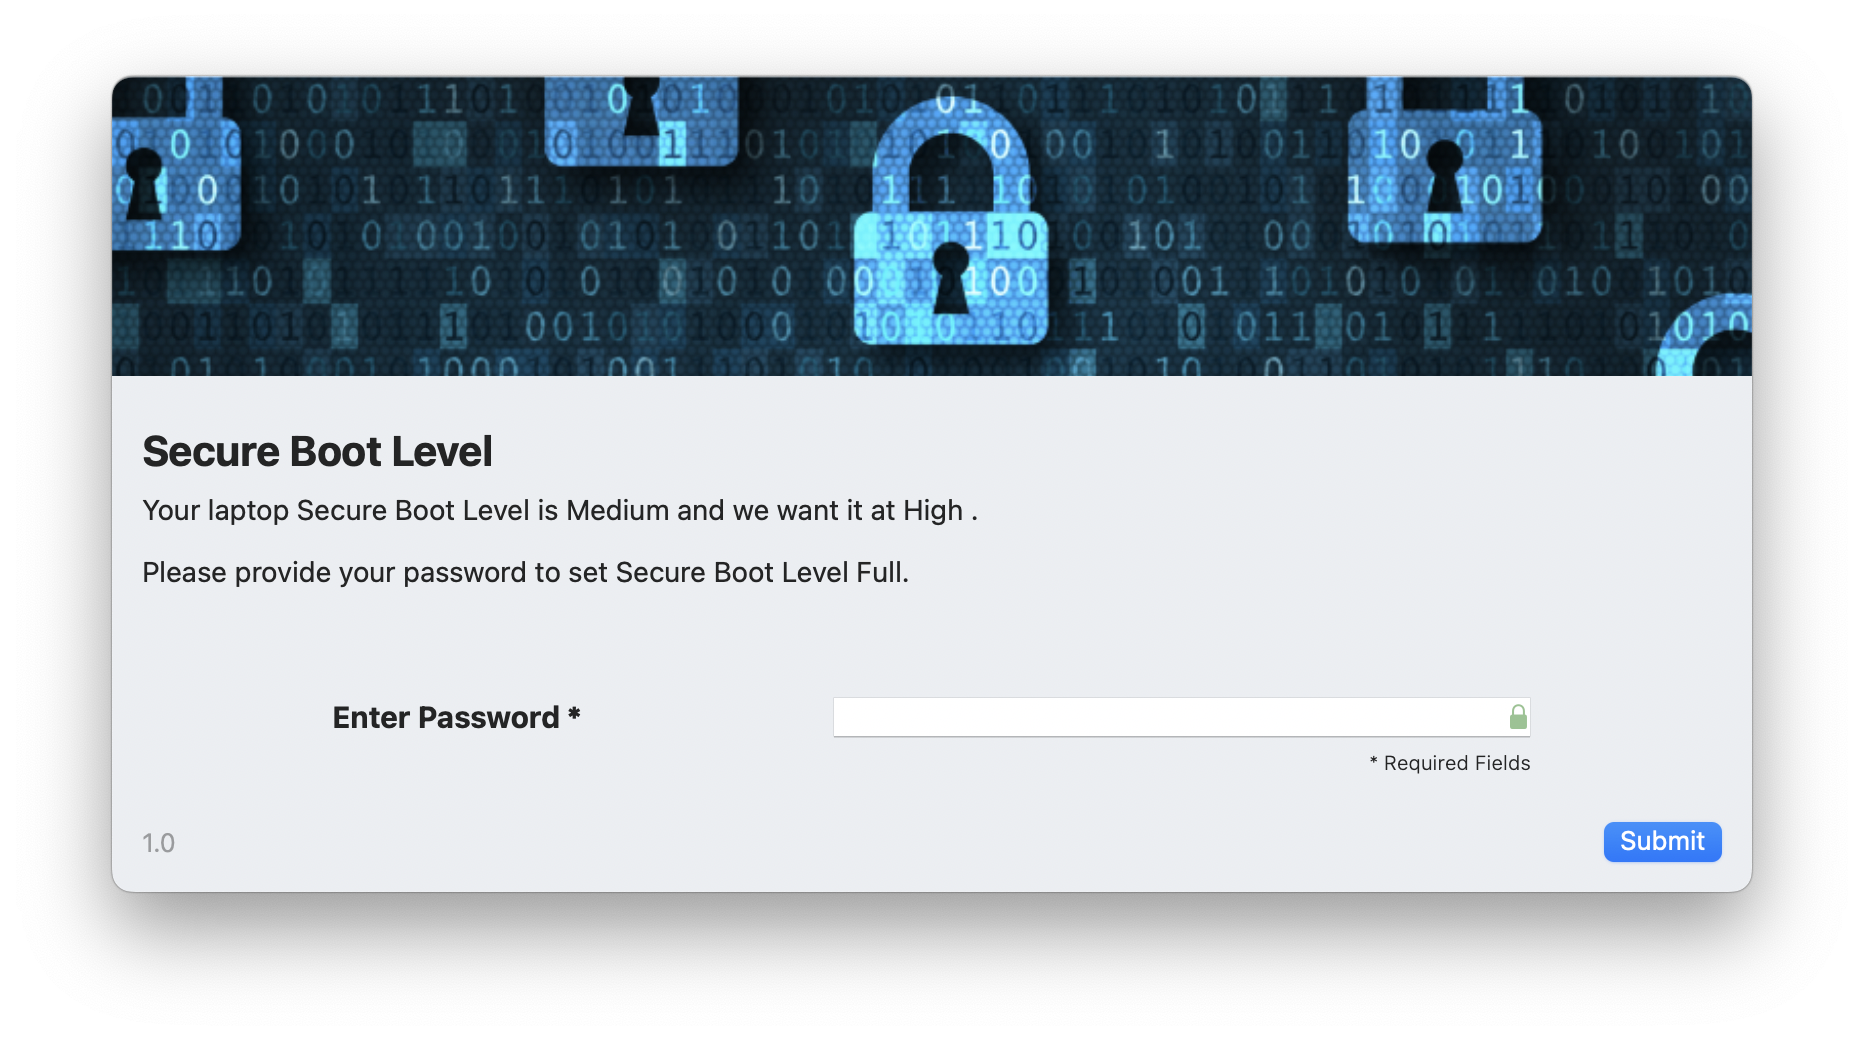 Secure Boot Level
Your laptop Secure Boot Level is Medium and we want it at High .
Please provide your password to set Secure Boot Level Full.
Enter Password *
* Required Fields
1.0
Submit